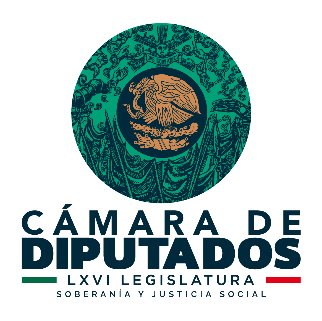 CÁMARA DE
DIPUTADOS
LXVI LEGISLATURA
SOBERANÍA Y JUSTICIA SOCIAL